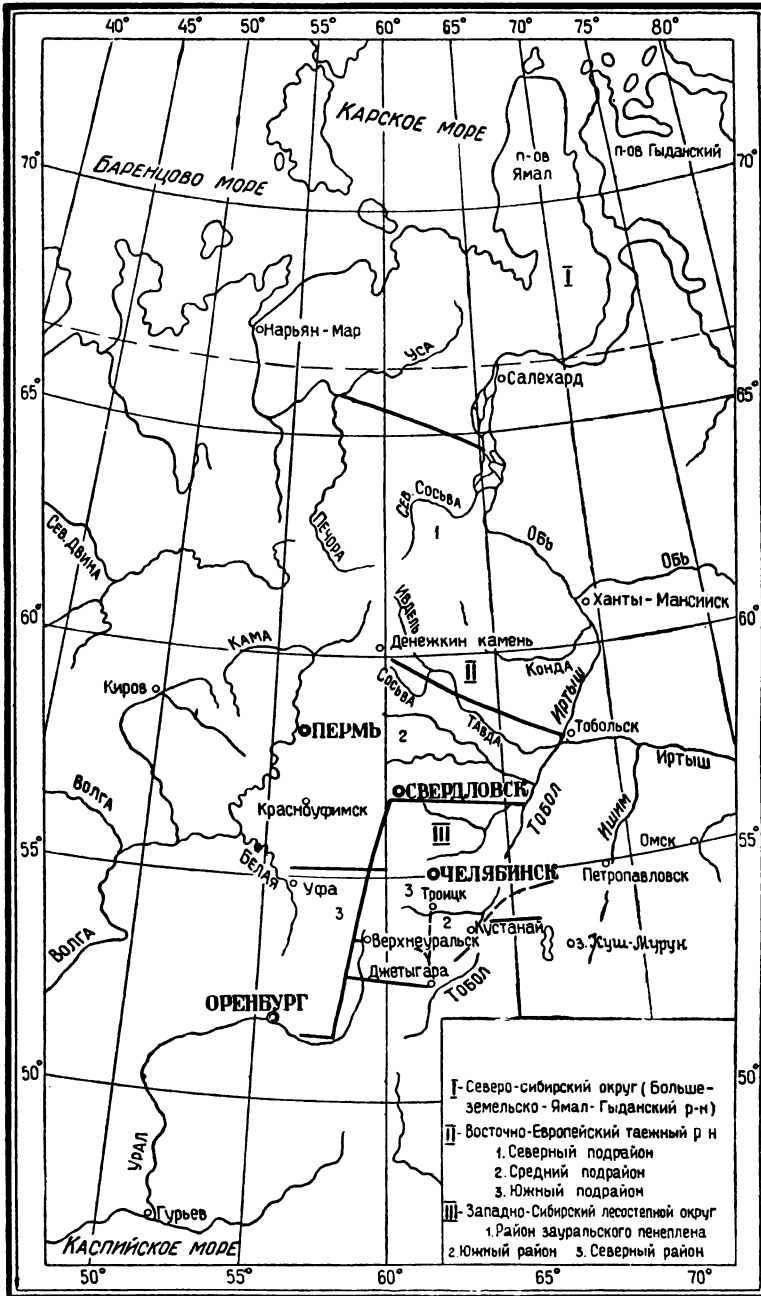 40° 45° 50° 55° 60° 65° 70° 75° 80°
КАРСКОЕ МОРЕ
п-ов Ямал
п-ов Гыданский
70°
70°
БАРЕНЦОВО МОРЕ
I
Нарьян-Мар
Уса
Салехард
65°
65°
Сев. Сосьва
1
Печора
Обь
Обь
Сев. Двина
Ханты-Мансииск
Ивдель
60°
60°
Денежкин камень
Кама
II
Конда
Киров
Сосьва
Иртыш
Тавда
Тобольск
ПЕРМЬ
2
Иртыш
Волга
СВЕРДЛОВСК
Тобол
Красноуфимск
Ишим
III
Омск
55°
55°
Белая
ЧЕЛЯБИНСК
Петропавловск
Уфа
3
Троицк
3
2
Кустанай
Волга
Верхнеуральск
оз. Куш-Мурун
Джетыгара
Тобол
ОРЕНБУРГ
50°
50°
Урал
Гурьев
КАСПИЙСКОЕ МОРЕ
I - Северо-сибирский округ (Больше-
земельско-Ямал-Гыданский р-н)
II - Восточно-Европейский таежный р н
1. Северный подрайон
2. Средний подрайон
3. Южный подрайон
III - Западно-Сибирский лесостепной округ
1. Район зауральского пенеплена
2. Южный район 3. Северный район
50° 55° 60° 65° 70°